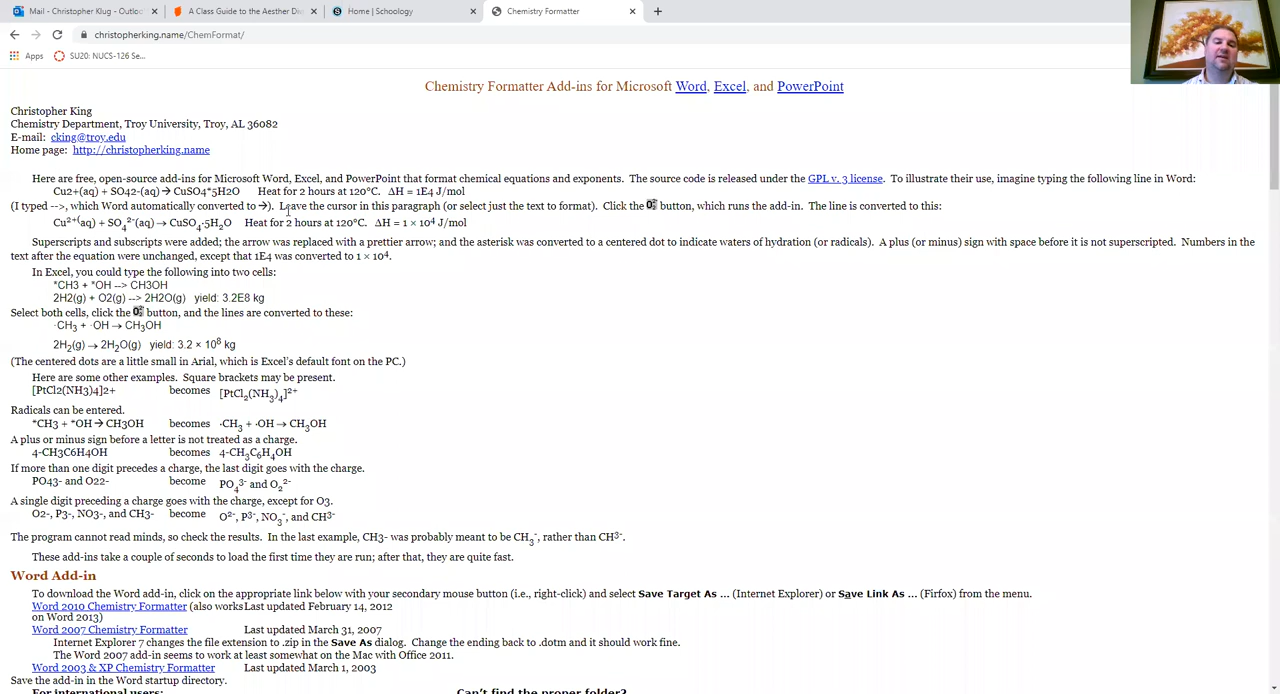 Mail - Christopher Klug - Outlo
A Class Guide to the Aesther Di
Home | Schoology
Chemistry Formatter
christopherking.name/ChemFormat/
Apps
SU20: NUCS-126 Se...
Chemistry Formatter Add-ins for Microsoft Word, Excel, and PowerPoint
Christopher King
Chemistry Department, Troy University, Troy, AL 36082
E-mail: cking@troy.edu
Home page: http://christopherking.name
Here are free, open-source add-ins for Microsoft Word, Excel, and PowerPoint that format chemical equations and exponents. The source code is released under the GPL v. 3 license. To illustrate their use, imagine typing the following line in Word:
Cu2+(aq) + SO42-(aq) → CuSO4*5H2O Heat for 2 hours at 120°C. ΔH = 1E4 J/mol
(I typed -->, which Word automatically converted to →). Leave the cursor in this paragraph (or select just the text to format). Click the button, which runs the add-in. The line is converted to this:
Cu²⁺(aq) + SO₄²⁻(aq) → CuSO₄·5H₂O Heat for 2 hours at 120°C. ΔH = 1 × 10⁴ J/mol
Superscripts and subscripts were added; the arrow was replaced with a prettier arrow; and the asterisk was converted to a centered dot to indicate waters of hydration (or radicals). A plus (or minus) sign with space before it is not superscripted. Numbers in the
text after the equation were unchanged, except that 1E4 was converted to 1 × 10⁴.
In Excel, you could type the following into two cells:
*CH3 + *OH --> CH3OH
2H2(g) + O2(g) --> 2H2O(g) yield: 3.2E8 kg
Select both cells, click the button, and the lines are converted to these:
·CH₃ + ·OH → CH₃OH
2H₂(g) → 2H₂O(g) yield: 3.2 × 10⁸ kg
(The centered dots are a little small in Arial, which is Excel's default font on the PC.)
Here are some other examples. Square brackets may be present.
[PtCl2(NH3)4]2+ becomes [PtCl₂(NH₃)₄]²⁺
Radicals can be entered.
*CH3 + *OH → CH3OH becomes ·CH₃ + ·OH → CH₃OH
A plus or minus sign before a letter is not treated as a charge.
4-CH3C6H4OH becomes 4-CH₃C₆H₄OH
If more than one digit precedes a charge, the last digit goes with the charge.
PO43- and O22- become PO₄³⁻ and O₂²⁻
A single digit preceding a charge goes with the charge, except for O3.
O2-, P3-, NO3-, and CH3- become O²⁻, P³⁻, NO₃⁻, and CH³⁻
The program cannot read minds, so check the results. In the last example, CH3- was probably meant to be CH₃⁻, rather than CH³⁻.
These add-ins take a couple of seconds to load the first time they are run; after that, they are quite fast.
Word Add-in
To download the Word add-in, click on the appropriate link below with your secondary mouse button (i.e., right-click) and select Save Target As ... (Internet Explorer) or Save Link As ... (Firfox) from the menu.
Word 2010 Chemistry Formatter (also works Last updated February 14, 2012
on Word 2013)
Word 2007 Chemistry Formatter Last updated March 31, 2007
Internet Explorer 7 changes the file extension to .zip in the Save As dialog. Change the ending back to .dotm and it should work fine.
The Word 2007 add-in seems to work at least somewhat on the Mac with Office 2011.
Word 2003 & XP Chemistry Formatter Last updated March 1, 2003
Save the add-in in the Word startup directory.
For international users: Can't find the proper folder?